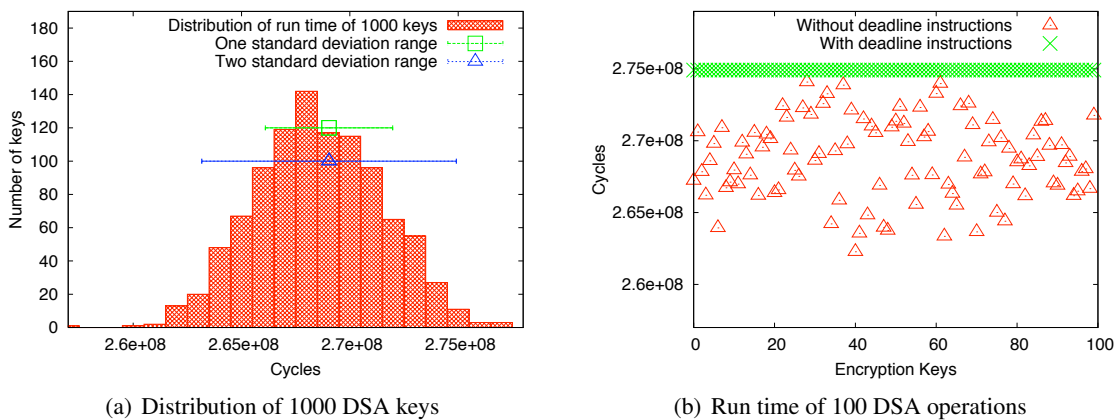 Distribution of run time of 1000 keys
One standard deviation range
Two standard deviation range
180
160
140
120
100
80
60
40
20
0
Number of keys
2.6e+08
2.65e+08
2.7e+08
2.75e+08
Cycles
(a) Distribution of 1000 DSA keys
Without deadline instructions
With deadline instructions
2.75e+08
2.7e+08
2.65e+08
2.6e+08
Cycles
0
20
40
60
80
100
Encryption Keys
(b) Run time of 100 DSA operations